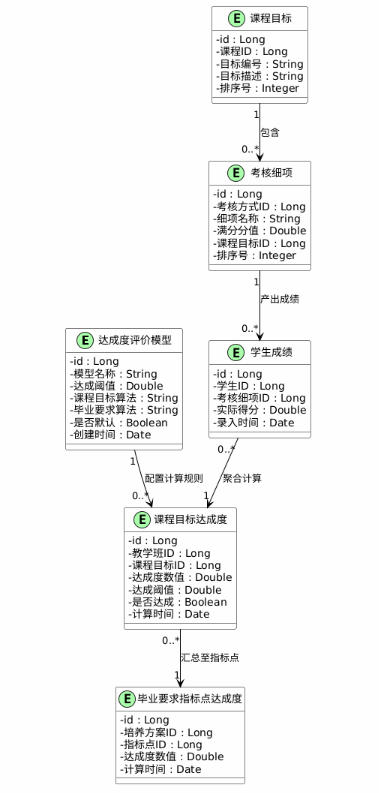 E 课程目标
-id : Long
-课程ID : Long
-目标编号 : String
-目标描述 : String
-排序号 : Integer
1
包含
0..*
E 考核细项
-id : Long
-考核方式ID : Long
-细项名称 : String
-满分分值 : Double
-课程目标ID : Long
-排序号 : Integer
1
产出成绩
0..*
E 达成度评价模型
-id : Long
-模型名称 : String
-达成阈值 : Double
-课程目标算法 : String
-毕业要求算法 : String
-是否默认 : Boolean
-创建时间 : Date
E 学生成绩
-id : Long
-学生ID : Long
-考核细项ID : Long
-实际得分 : Double
-录入时间 : Date
1
配置计算规则
0..*
0..*
聚合计算
1
E 课程目标达成度
-id : Long
-教学班ID : Long
-课程目标ID : Long
-达成度数值 : Double
-达成阈值 : Double
-是否达成 : Boolean
-计算时间 : Date
0..*
汇总至指标点
1
E 毕业要求指标点达成度
-id : Long
-培养方案ID : Long
-指标点ID : Long
-达成度数值 : Double
-计算时间 : Date